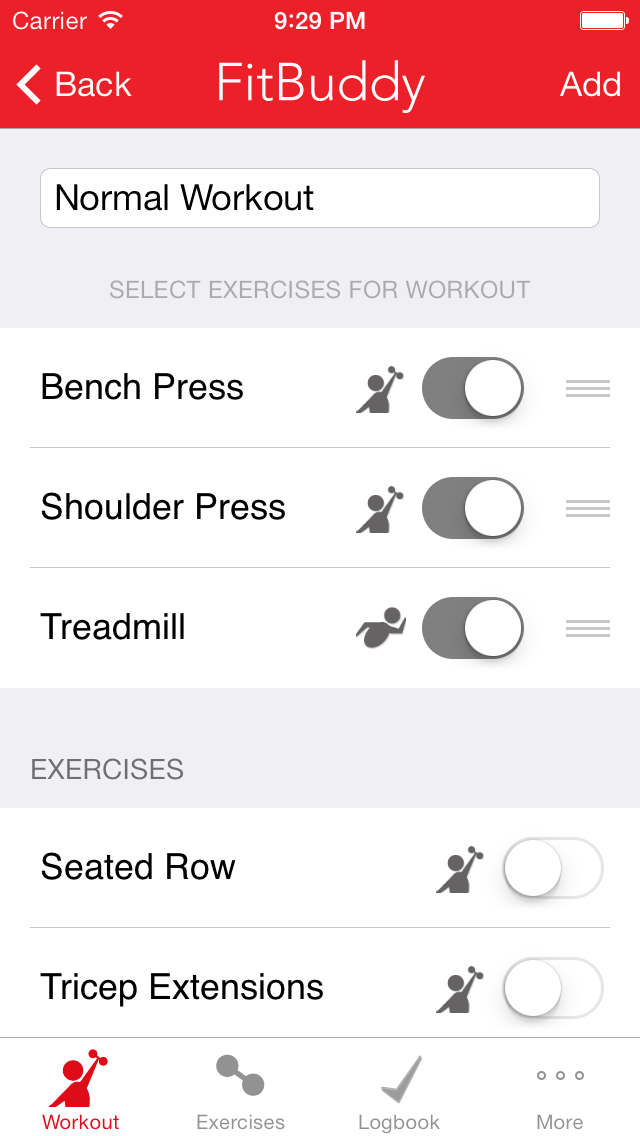 Carrier 9:29 PM
Back FitBuddy Add
Normal Workout
SELECT EXERCISES FOR WORKOUT
Bench Press
Shoulder Press
Treadmill
EXERCISES
Seated Row
Tricep Extensions
Workout Exercises Logbook More